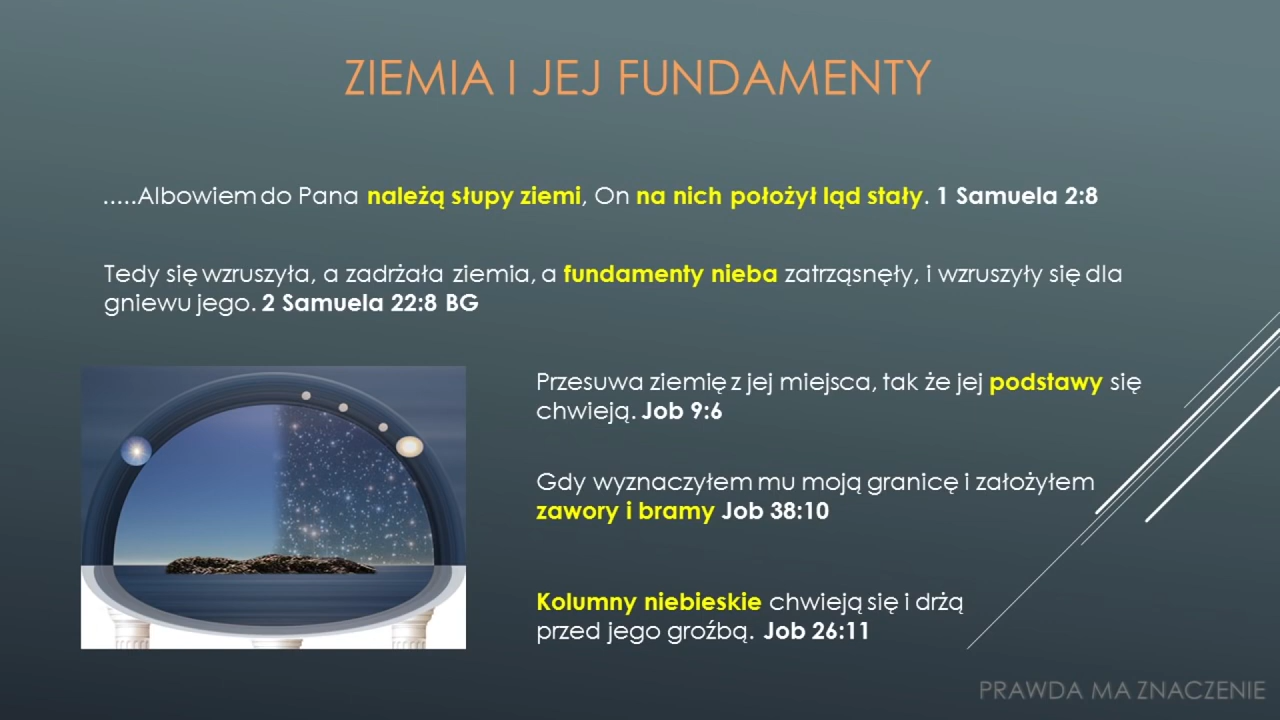 ZIEMIA I JEJ FUNDAMENTY
.....Albowiem do Pana należą słupy ziemi, On na nich położył ląd stały. 1 Samuela 2:8
Tedy się wzruszyła, a zadrżała ziemia, a fundamenty nieba zatrząsnęły, i wzruszyły się dla
gniewu jego. 2 Samuela 22:8 BG
Przesuwa ziemię z jej miejsca, tak że jej podstawy się
chwieją. Job 9:6
Gdy wyznaczyłem mu moją granicę i założyłem
zawory i bramy Job 38:10
Kolumny niebieskie chwieją się i drżą
przed jego groźbą. Job 26:11
PRAWDA MA ZNACZENIE